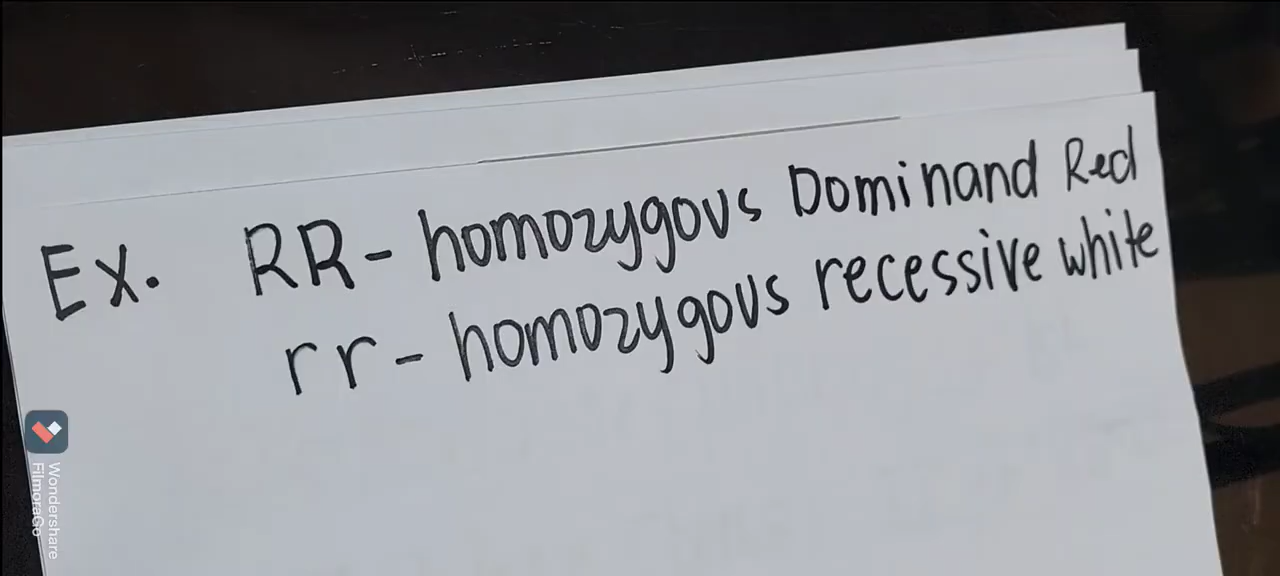 Ex. RR- homozygous Dominand Red
rr- homozygous recessive white
Wondershare
FilmoraGo